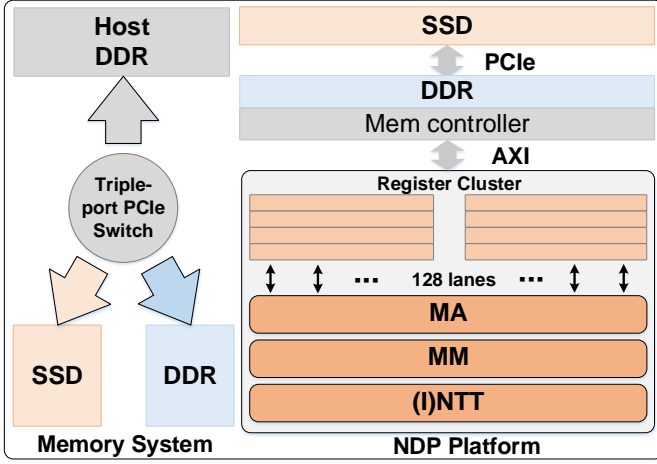 Host
DDR
Triple-
port PCIe
Switch
SSD
DDR
Memory System
SSD
PCIe
DDR
Mem controller
AXI
Register Cluster
... 128 lanes ...
MA
MM
(I)NTT
NDP Platform